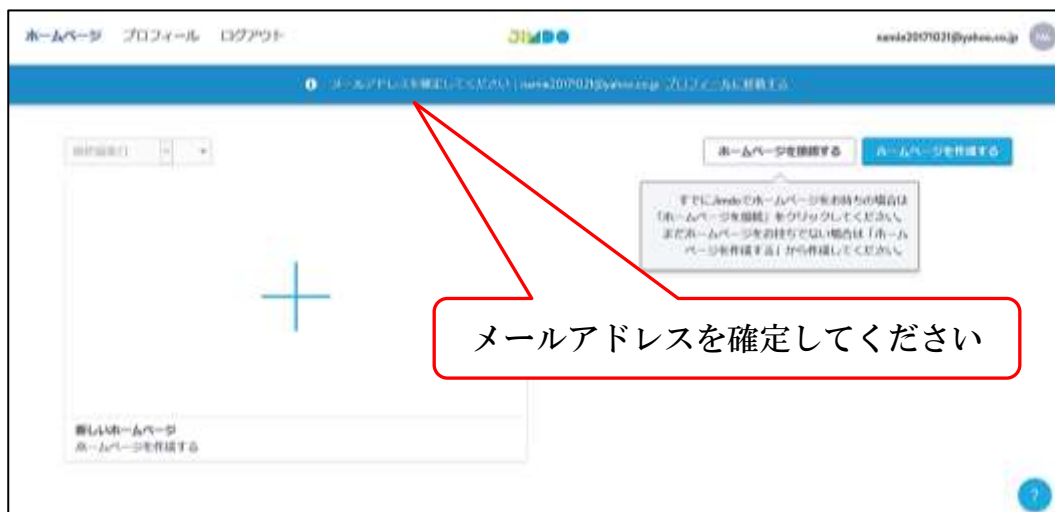 ホームページ プロフィール ログアウト JIMDO namie20171021@yahoo.co.jp
メールアドレスを確定してください | namie20171021@yahoo.co.jp プロフィールに移動する
ホームページを接続する ホームページを作成する
すでにJimdoでホームページをお持ちの場合は
「ホームページを接続」をクリックしてください。
まだホームページをお持ちでない場合は「ホーム
ページを作成する」から作成してください。
メールアドレスを確定してください
新しいホームページ
ホームページを作成する
?